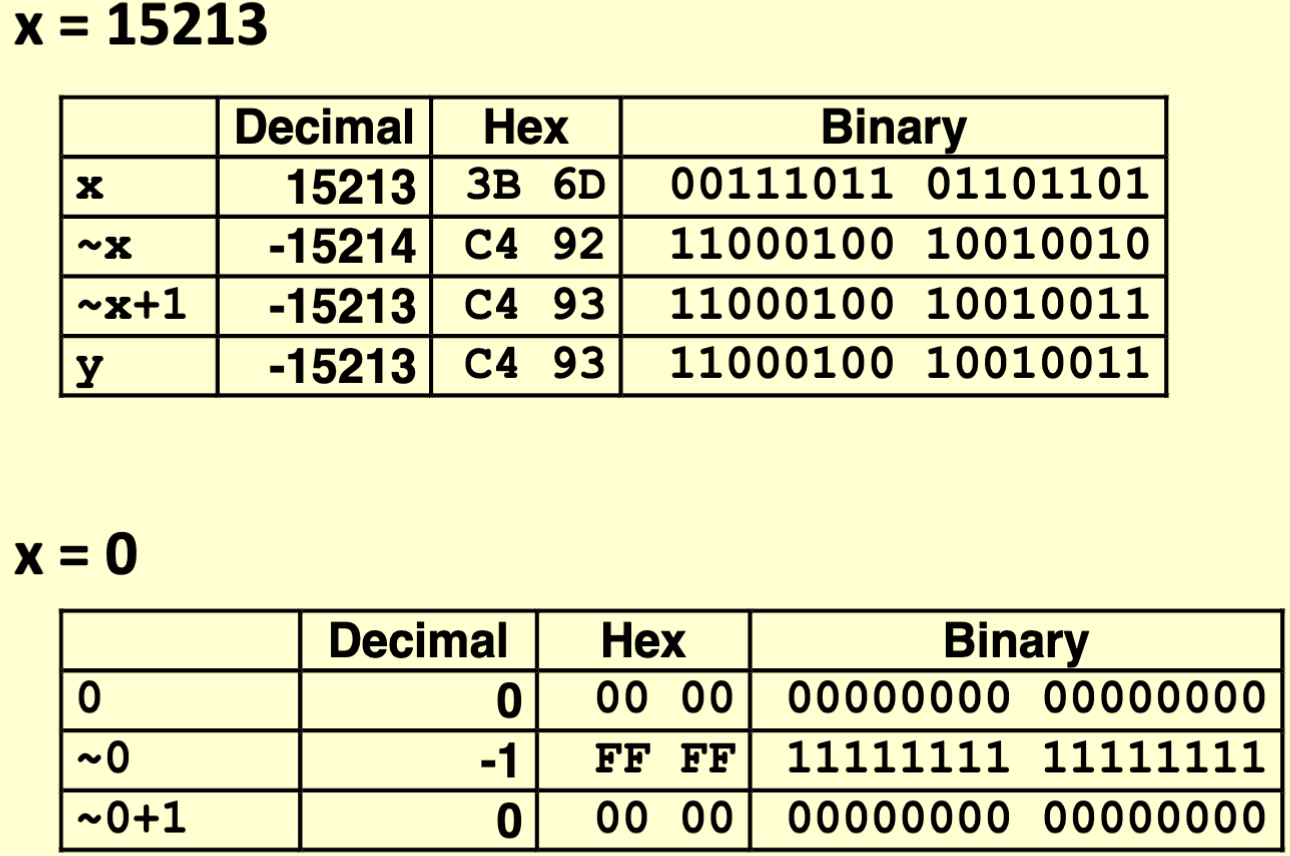 x = 15213
Decimal Hex Binary
x 15213 3B 6D 00111011 01101101
~x -15214 C4 92 11000100 10010010
~x+1 -15213 C4 93 11000100 10010011
y -15213 C4 93 11000100 10010011
x = 0
Decimal Hex Binary
0 0 00 00 00000000 00000000
~0 -1 FF FF 11111111 11111111
~0+1 0 00 00 00000000 00000000